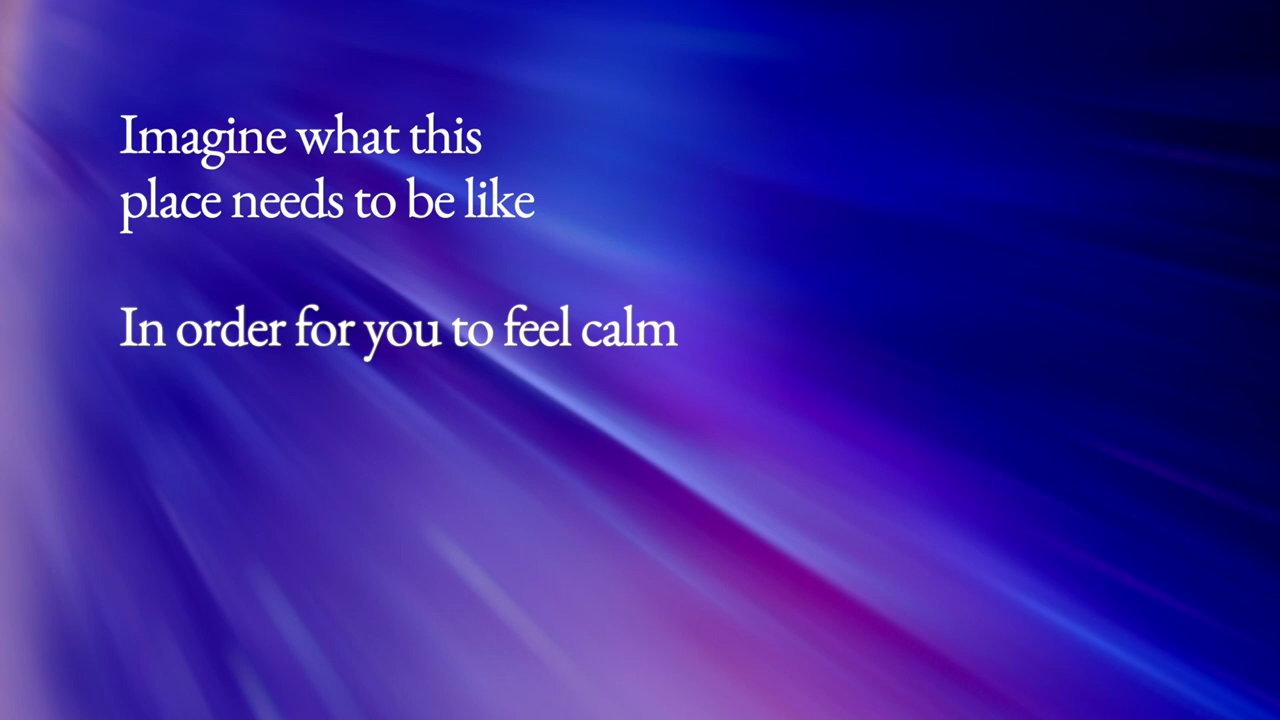 Imagine what this
place needs to be like
In order for you to feel calm